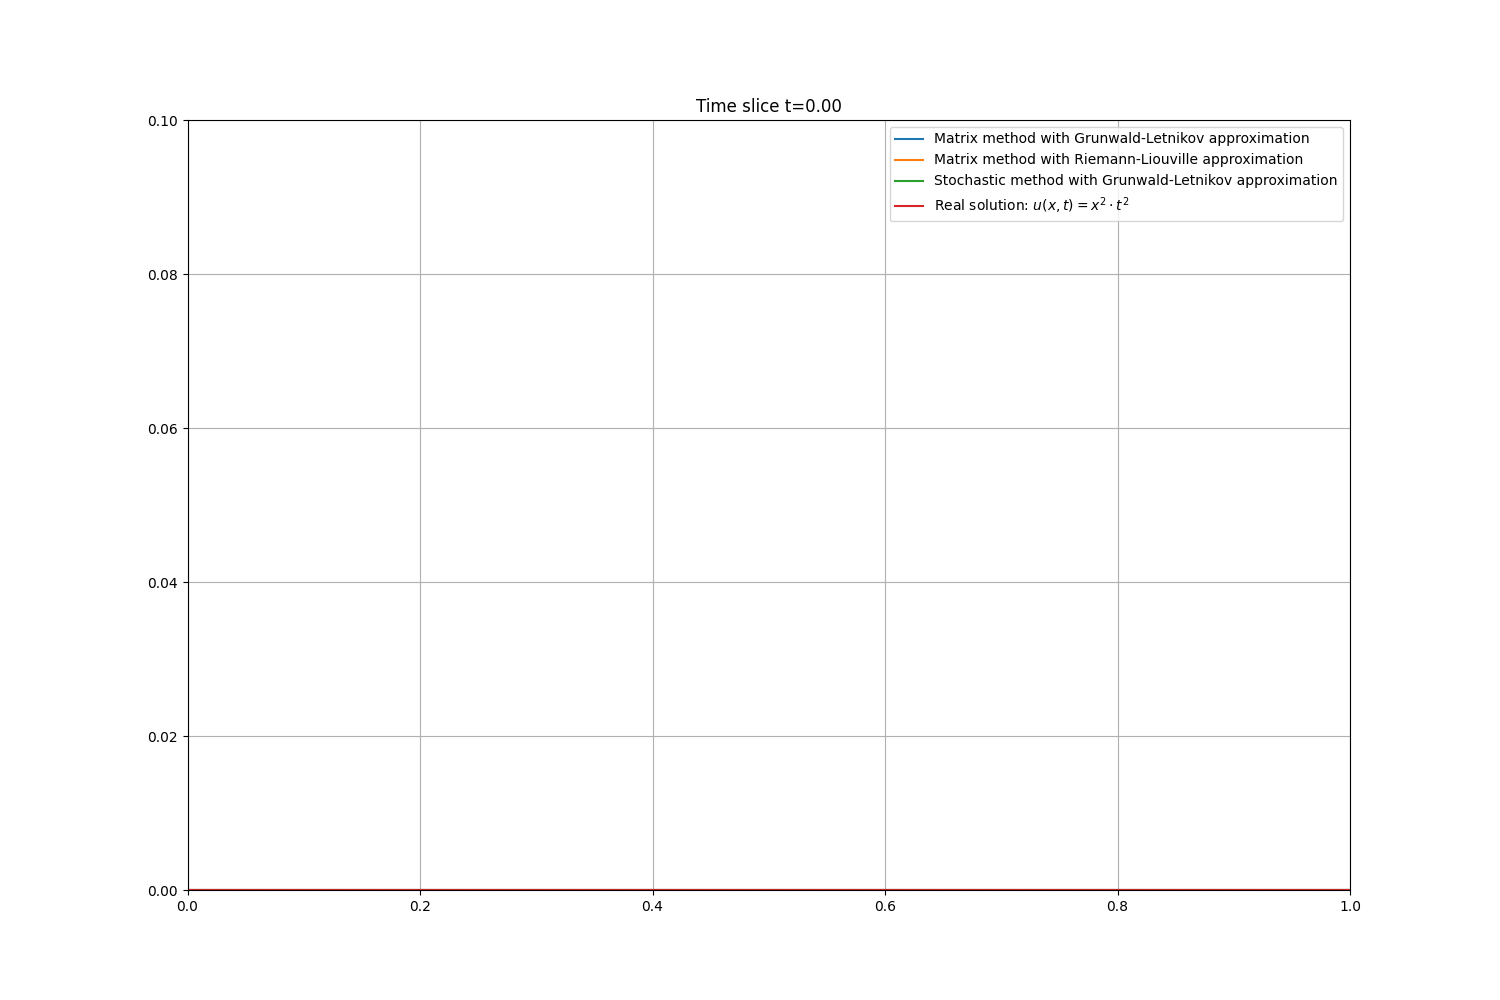 Time slice t=0.00
0.10
0.08
0.06
0.04
0.02
0.00
Matrix method with Grunwald-Letnikov approximation
Matrix method with Riemann-Liouville approximation
Stochastic method with Grunwald-Letnikov approximation
Real solution: u(x, t) = x² · t²
0.0 0.2 0.4 0.6 0.8 1.0